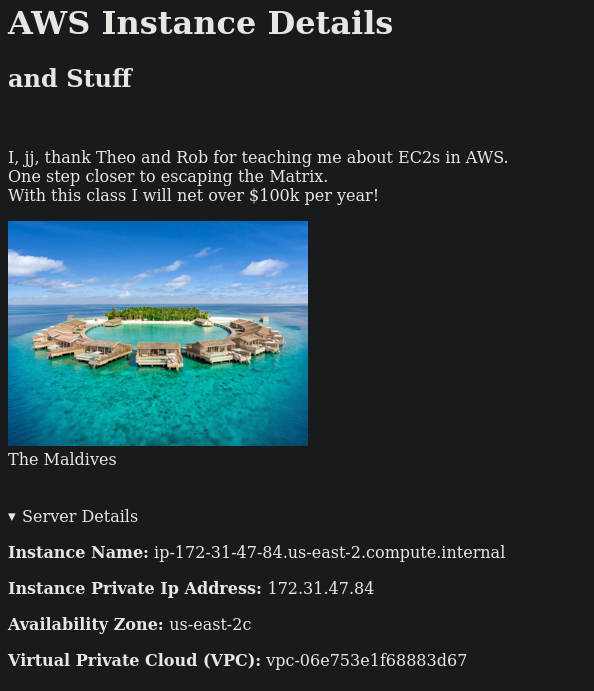 AWS Instance Details
and Stuff
I, jj, thank Theo and Rob for teaching me about EC2s in AWS.
One step closer to escaping the Matrix.
With this class I will net over $100k per year!
The Maldives
▾ Server Details
Instance Name: ip-172-31-47-84.us-east-2.compute.internal
Instance Private Ip Address: 172.31.47.84
Availability Zone: us-east-2c
Virtual Private Cloud (VPC): vpc-06e753e1f68883d67